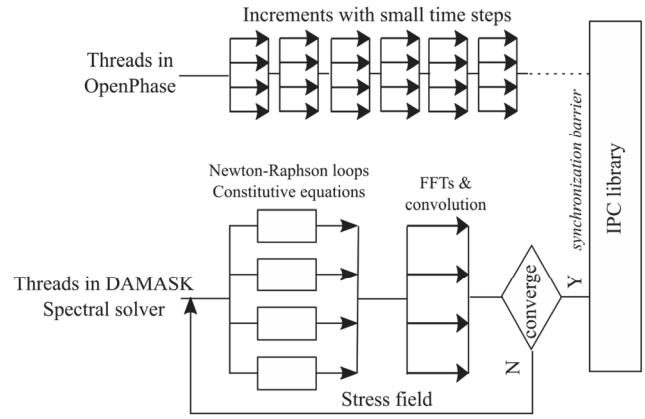 Increments with small time steps
Threads in
OpenPhase
synchronization barrier
IPC library
Newton-Raphson loops
Constitutive equations
FFTs &
convolution
Threads in DAMASK
Spectral solver
converge
Y
N
Stress field